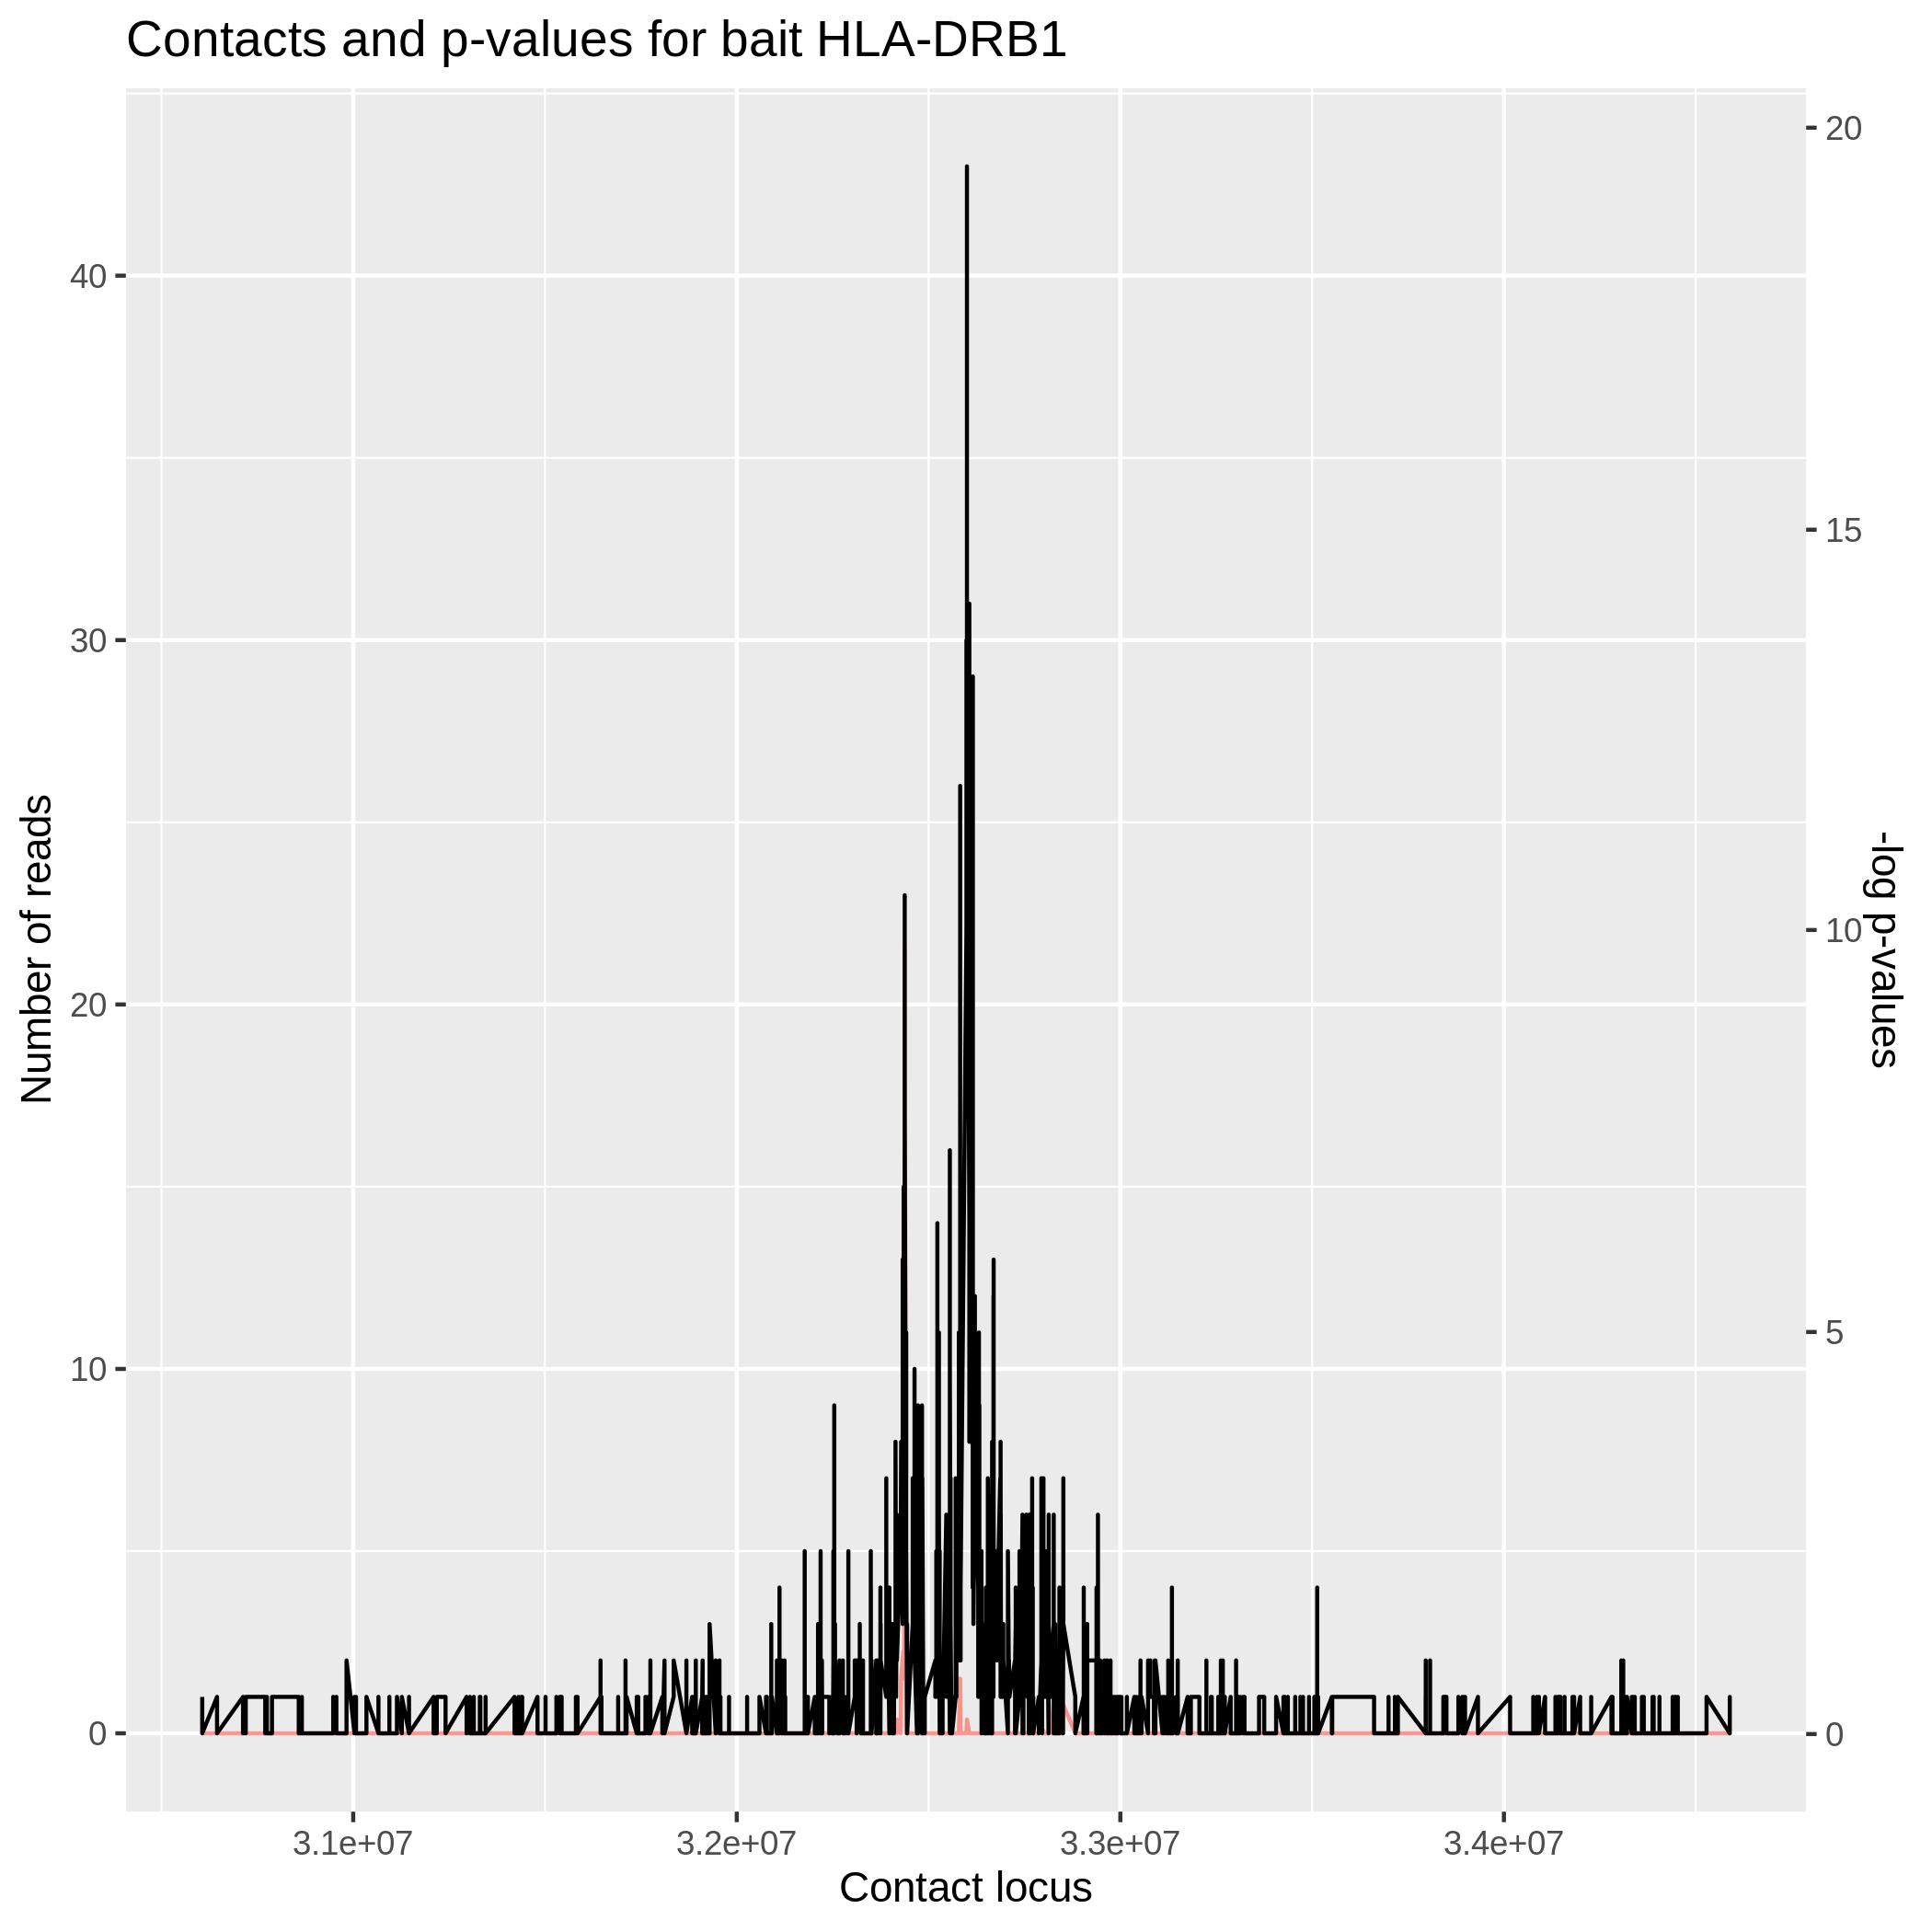 Contacts and p-values for bait HLA-DRB1
40
30
20
10
0
Number of reads
20
15
10
5
0
-log p-values
3.1e+07
3.2e+07
3.3e+07
3.4e+07
Contact locus